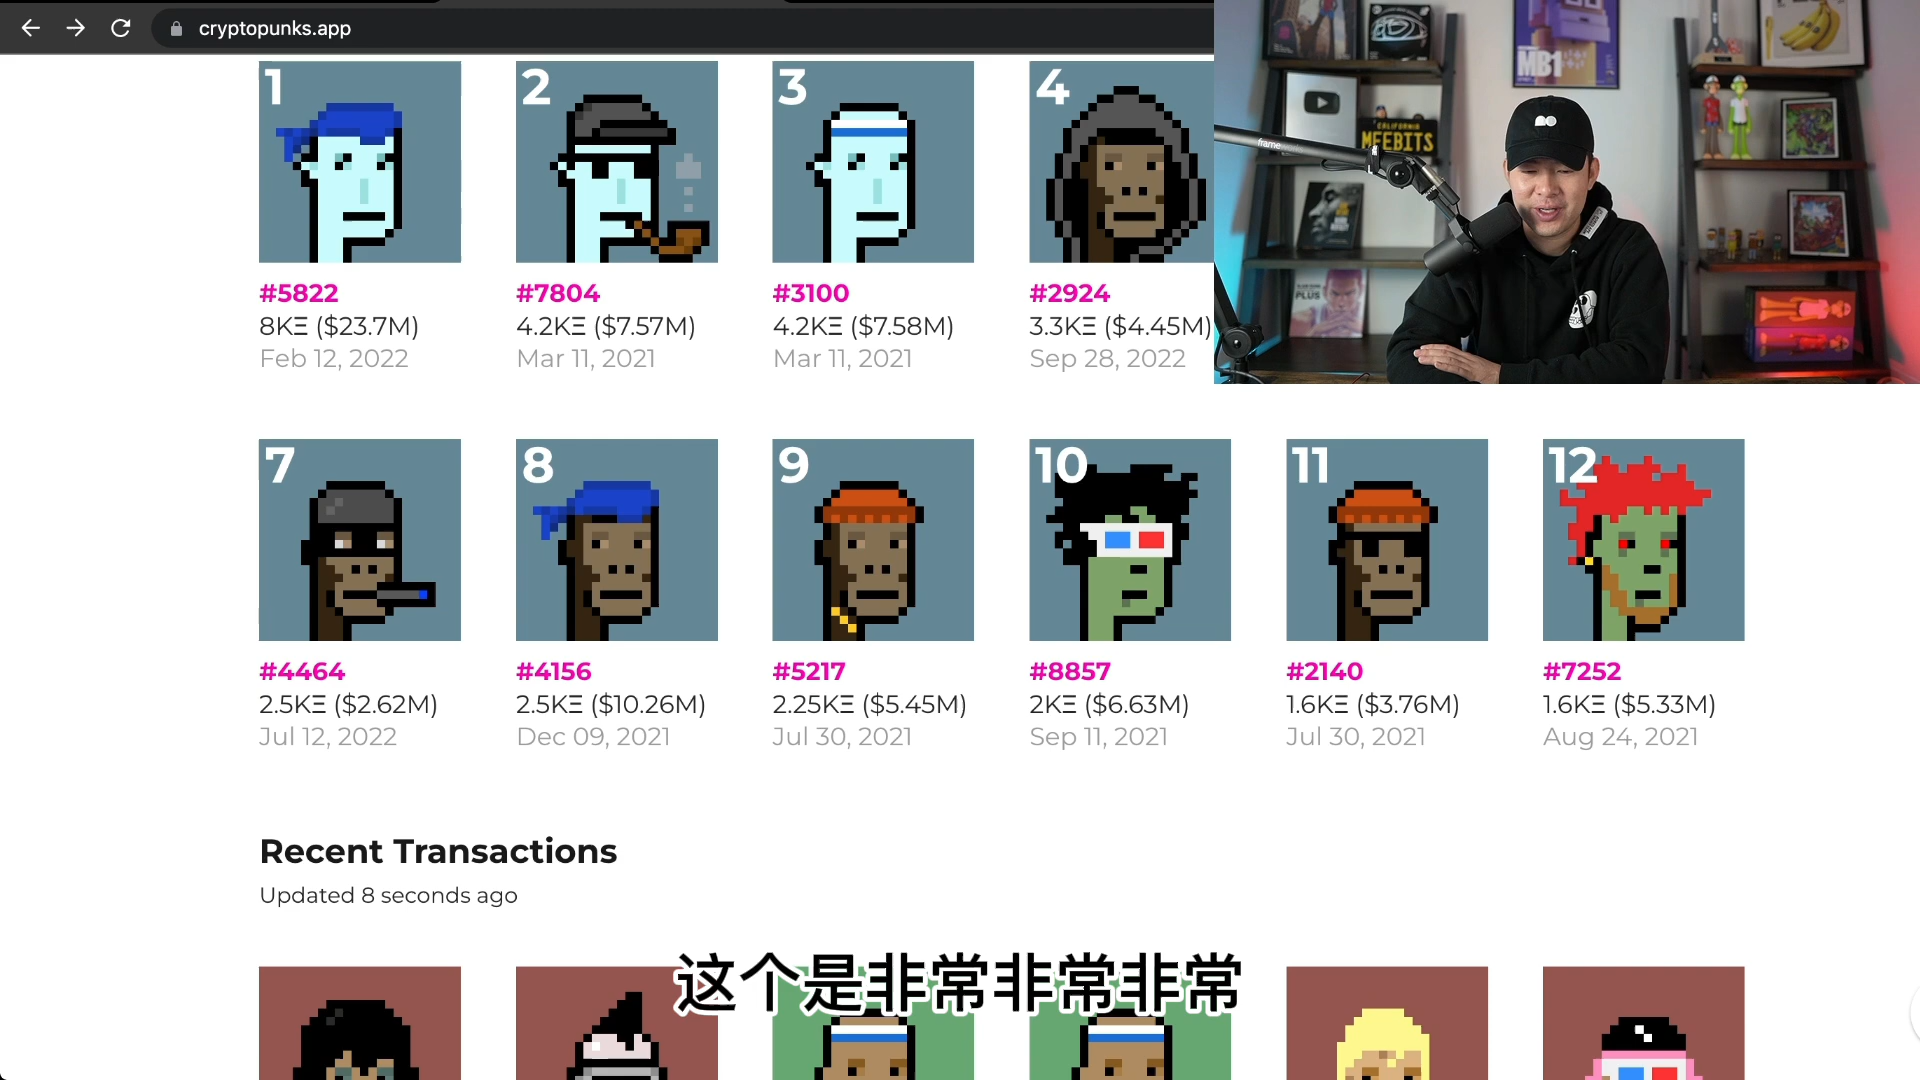 cryptopunks.app
1
2
3
4
#5822
#7804
#3100
#2924
8KΞ ($23.7M)
4.2KΞ ($7.57M)
4.2KΞ ($7.58M)
3.3KΞ ($4.45M)
Feb 12, 2022
Mar 11, 2021
Mar 11, 2021
Sep 28, 2022
MB1
CALIFORNIA
MEEBITS
frame
PLUS
7
8
9
10
11
12
#4464
#4156
#5217
#8857
#2140
#7252
2.5KΞ ($2.62M)
2.5KΞ ($10.26M)
2.25KΞ ($5.45M)
2KΞ ($6.63M)
1.6KΞ ($3.76M)
1.6KΞ ($5.33M)
Jul 12, 2022
Dec 09, 2021
Jul 30, 2021
Sep 11, 2021
Jul 30, 2021
Aug 24, 2021
Recent Transactions
Updated 8 seconds ago
这个是非常非常非常